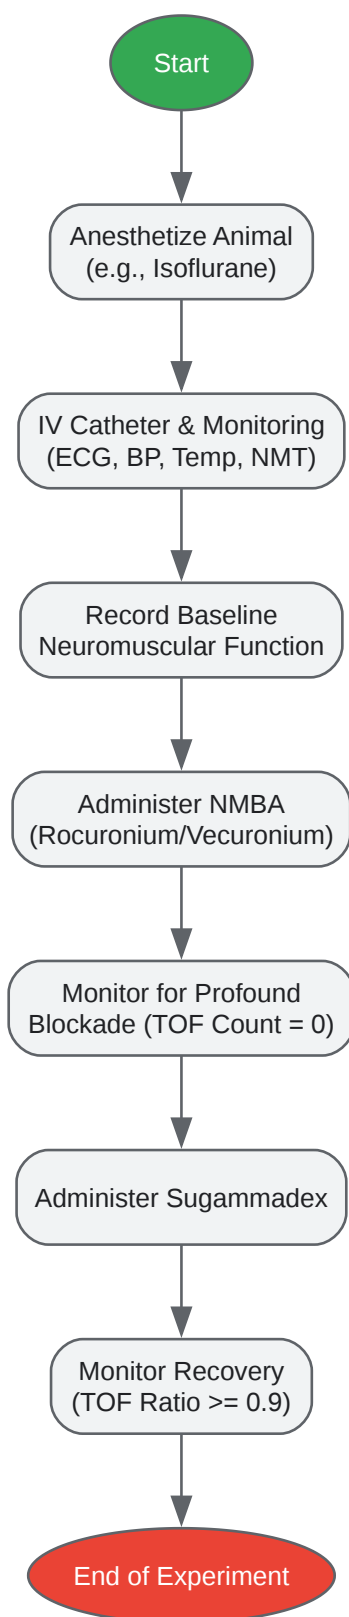 Start
Anesthetize Animal
(e.g., Isoflurane)
IV Catheter & Monitoring
(ECG, BP, Temp, NMT)
Record Baseline
Neuromuscular Function
Administer NMBA
(Rocuronium/Vecuronium)
Monitor for Profound
Blockade (TOF Count = 0)
Administer Sugammadex
Monitor Recovery
(TOF Ratio >= 0.9)
End of Experiment